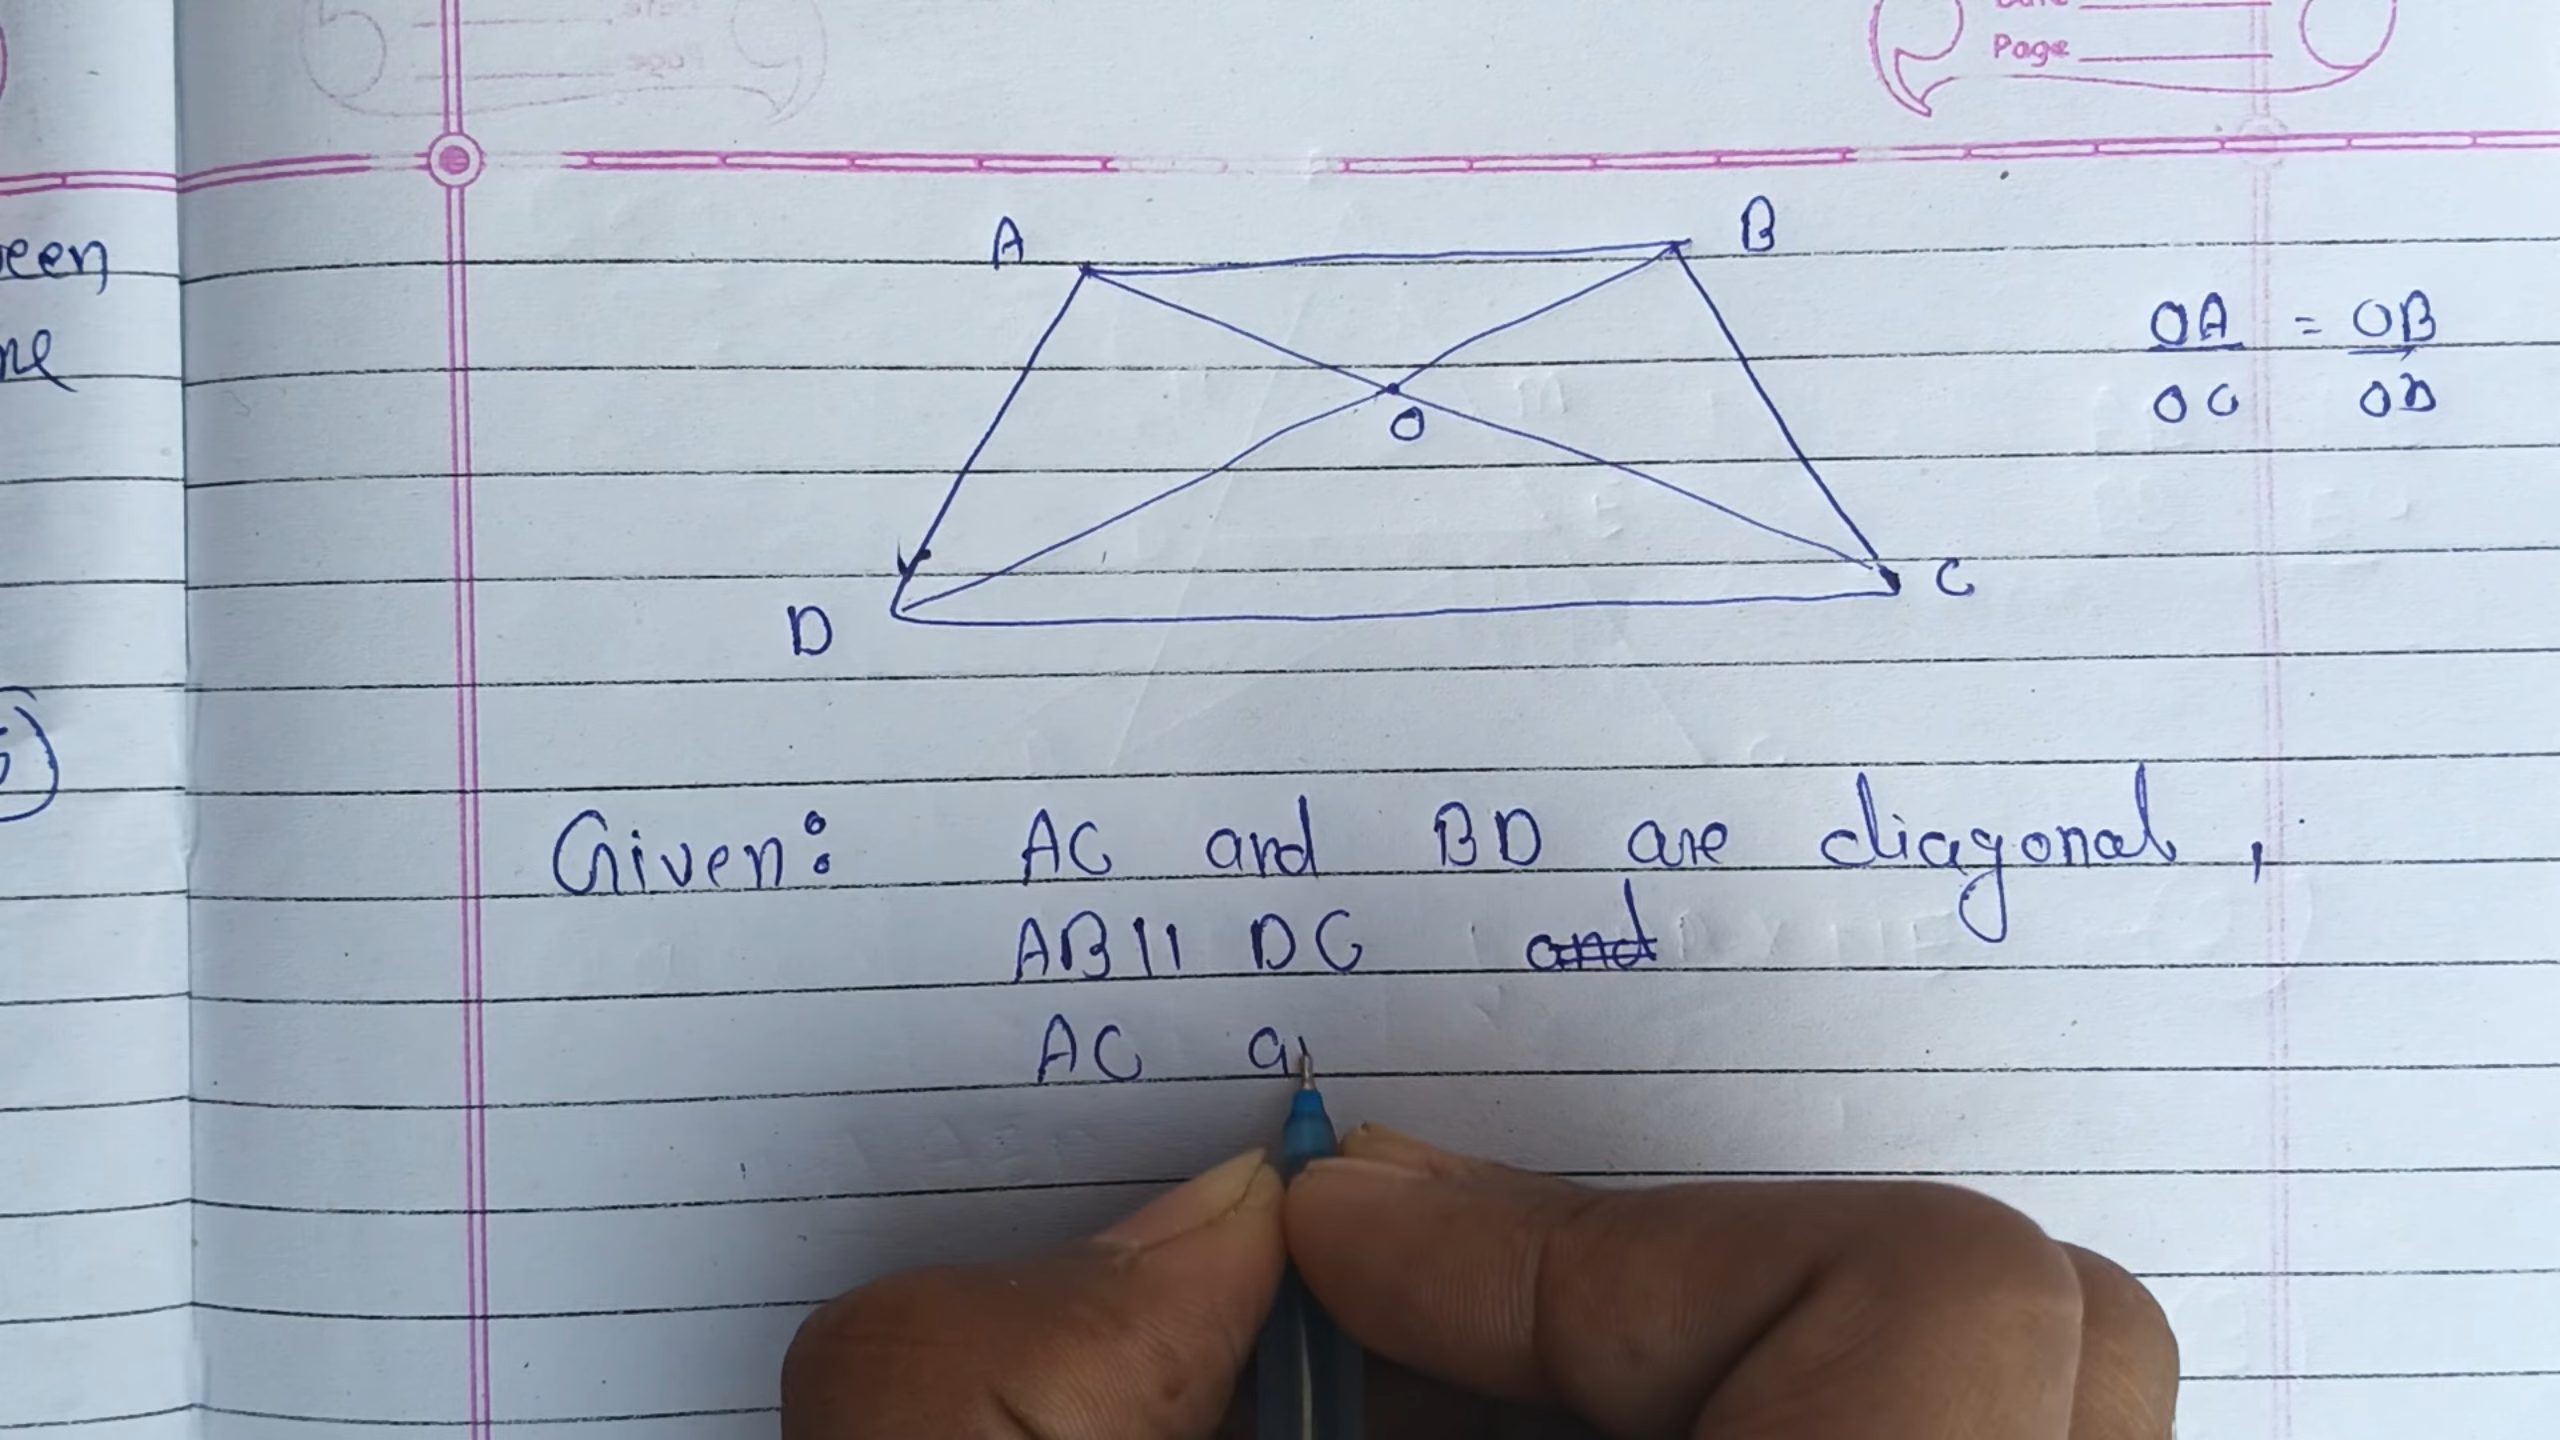 Page
een
ne
A
B
OA = OB
OC OD
O
D
C
Given: AC and BD are diagonal,
AB || DC and
AC a